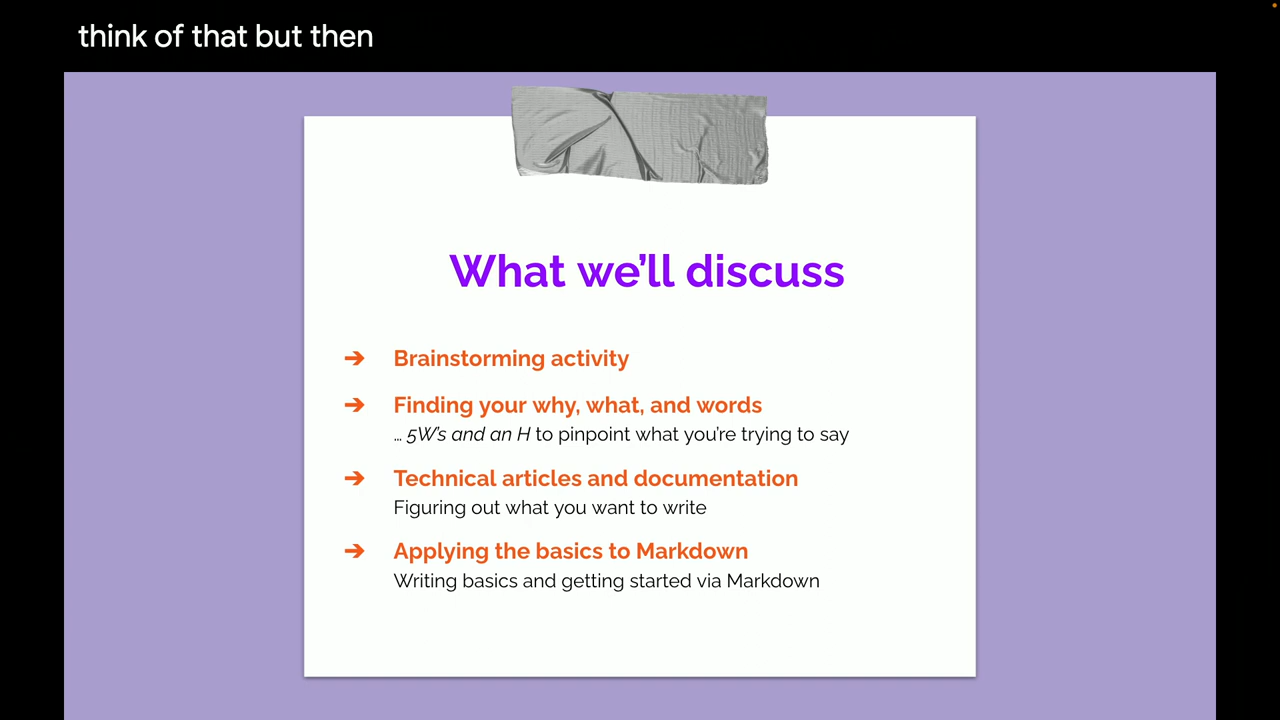 think of that but then
What we'll discuss
➔ Brainstorming activity
➔ Finding your why, what, and words
... 5W's and an H to pinpoint what you're trying to say
➔ Technical articles and documentation
Figuring out what you want to write
➔ Applying the basics to Markdown
Writing basics and getting started via Markdown